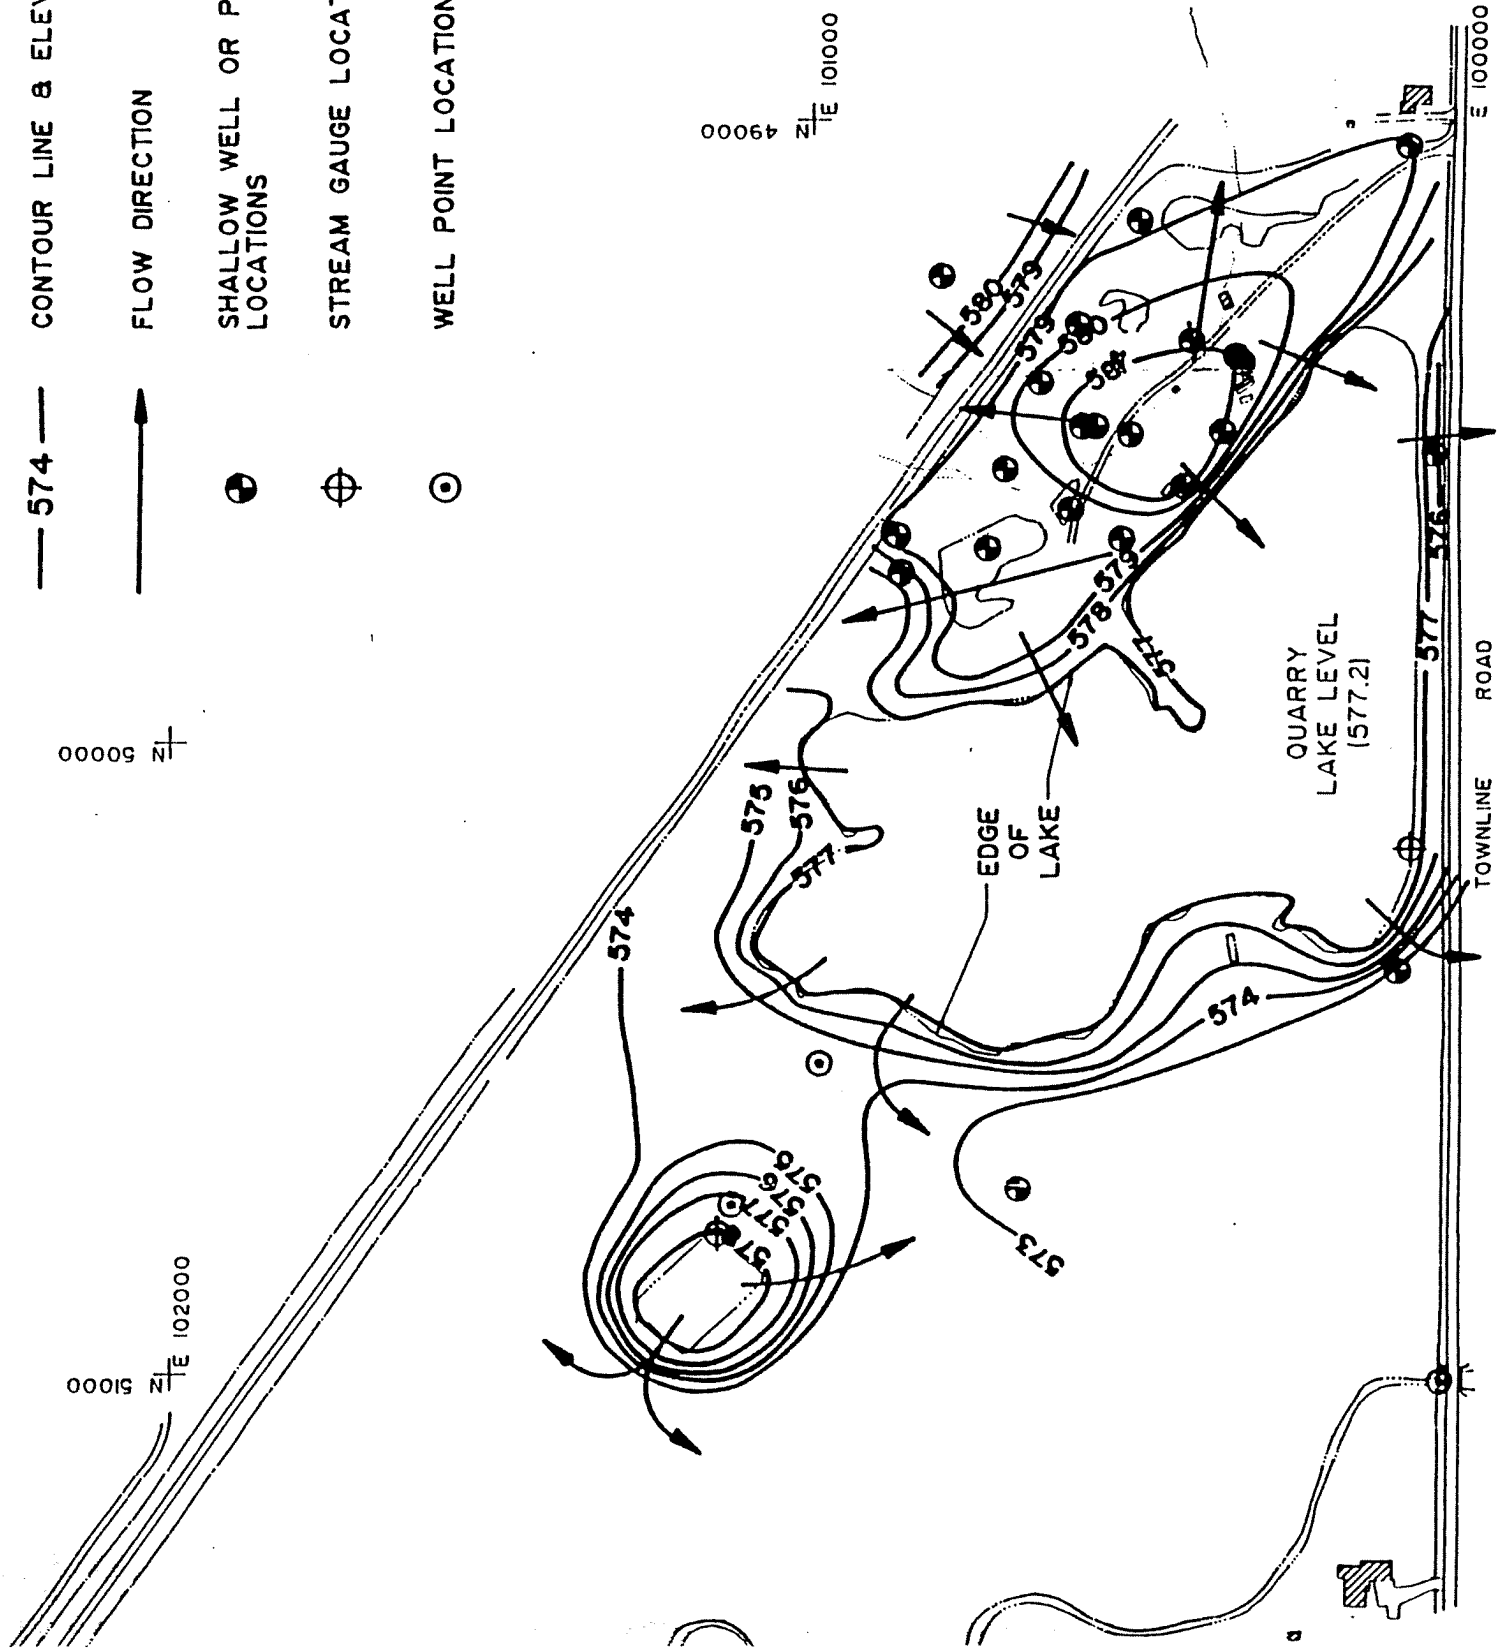 — 574 — CONTOUR LINE & ELEV
FLOW DIRECTION
SHALLOW WELL OR P
LOCATIONS
STREAM GAUGE LOCAT
WELL POINT LOCATION
N 49000
E 101000
N 50000
N 51000
E 102000
E 100000
580
579
579
580
578
577
577
576
575
576
577
574
EDGE
OF
LAKE
QUARRY
LAKE LEVEL
(577.2)
TOWNLINE ROAD
574
575
576
577
573